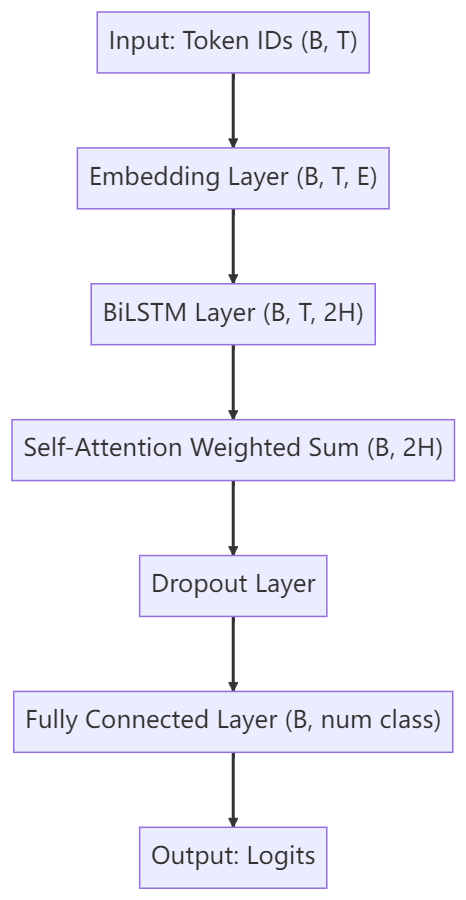 Input: Token IDs (B, T)
Embedding Layer (B, T, E)
BiLSTM Layer (B, T, 2H)
Self-Attention Weighted Sum (B, 2H)
Dropout Layer
Fully Connected Layer (B, num class)
Output: Logits